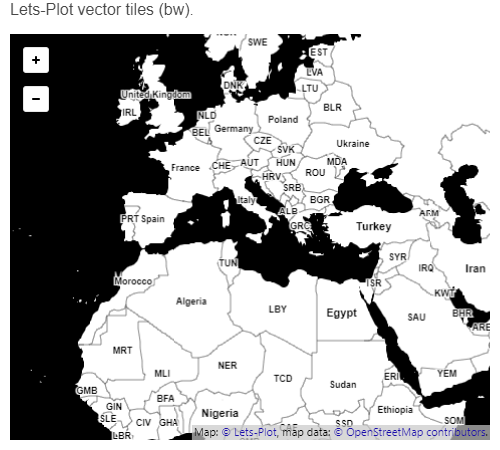 Lets-Plot vector tiles (bw).
+
SWE
EST
LVA
DNK
LTU
United Kingdom
BLR
IRL
NLD
Poland
BEL
Germany
CZE
Ukraine
SVK
France
CHE
AUT
HUN
MDA
ROU
HRV
SRB
Italy
BGR
ALB
PRT
Spain
GRC
Turkey
ARM
TUN
SYR
IRQ
Iran
Morocco
ISR
KWT
Algeria
LBY
Egypt
SAU
BHR
ARE
MRT
NER
MLI
TCD
Sudan
ERI
YEM
GMB
BFA
GIN
Nigeria
Ethiopia
SLE
CIV
GHA
SSD
SOM
LBR
Map: © Lets-Plot, map data: © OpenStreetMap contributors.